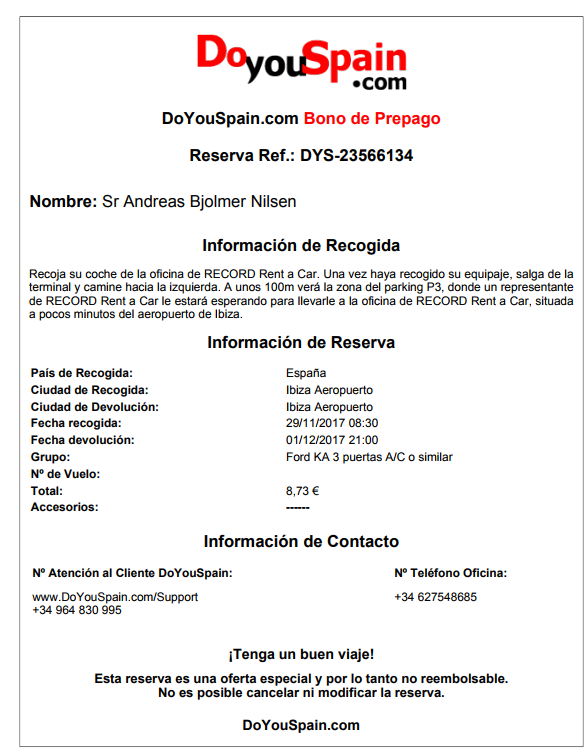 DoYouSpain
.com
DoYouSpain.com Bono de Prepago
Reserva Ref.: DYS-23566134
Nombre: Sr Andreas Bjolmer Nilsen
Información de Recogida
Recoja su coche de la oficina de RECORD Rent a Car. Una vez haya recogido su equipaje, salga de la
terminal y camine hacia la izquierda. A unos 100m verá la zona del parking P3, donde un representante
de RECORD Rent a Car le estará esperando para llevarle a la oficina de RECORD Rent a Car, situada
a pocos minutos del aeropuerto de Ibiza.
Información de Reserva
País de Recogida: España
Ciudad de Recogida: Ibiza Aeropuerto
Ciudad de Devolución: Ibiza Aeropuerto
Fecha recogida: 29/11/2017 08:30
Fecha devolución: 01/12/2017 21:00
Grupo: Ford KA 3 puertas A/C o similar
Nº de Vuelo:
Total: 8,73 €
Accesorios: ------
Información de Contacto
Nº Atención al Cliente DoYouSpain: Nº Teléfono Oficina:
www.DoYouSpain.com/Support +34 627548685
+34 964 830 995
¡Tenga un buen viaje!
Esta reserva es una oferta especial y por lo tanto no reembolsable.
No es posible cancelar ni modificar la reserva.
DoYouSpain.com